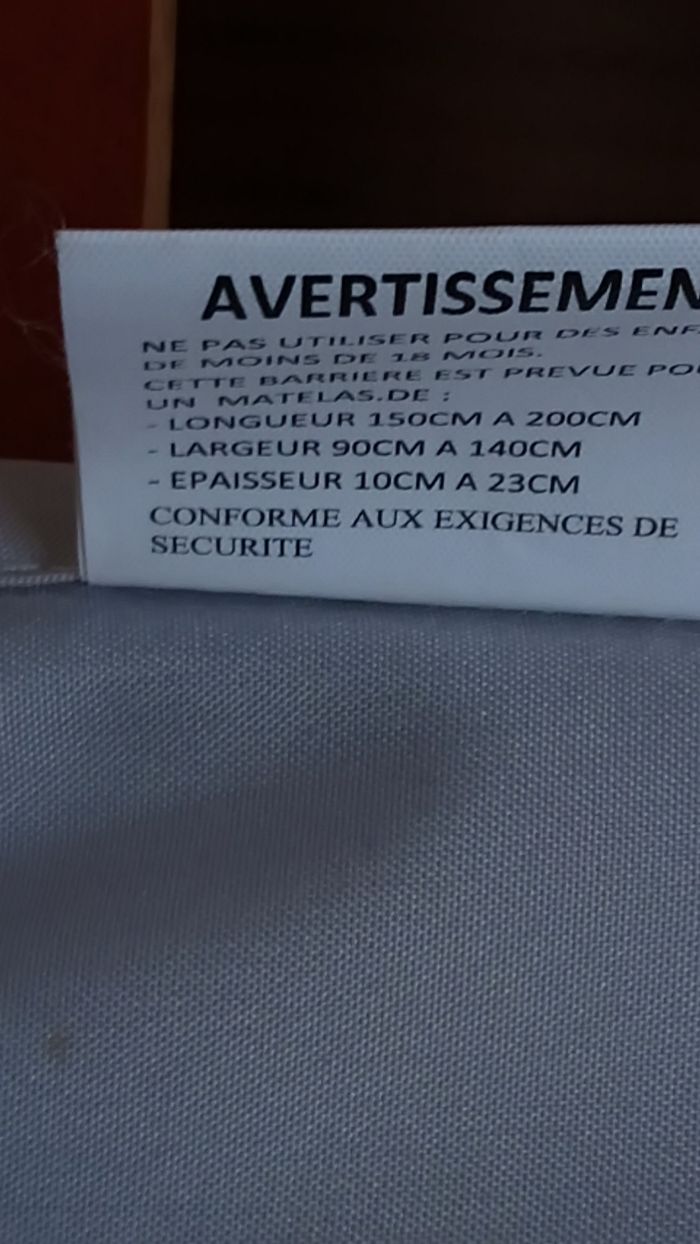 AVERTISSEMEN
NE PAS UTILISER POUR DES ENF
DE MOINS DE 18 MOIS.
CETTE BARRIERE EST PREVUE PO
UN MATELAS.DE :
- LONGUEUR 150CM A 200CM
- LARGEUR 90CM A 140CM
- EPAISSEUR 10CM A 23CM
CONFORME AUX EXIGENCES DE
SECURITE